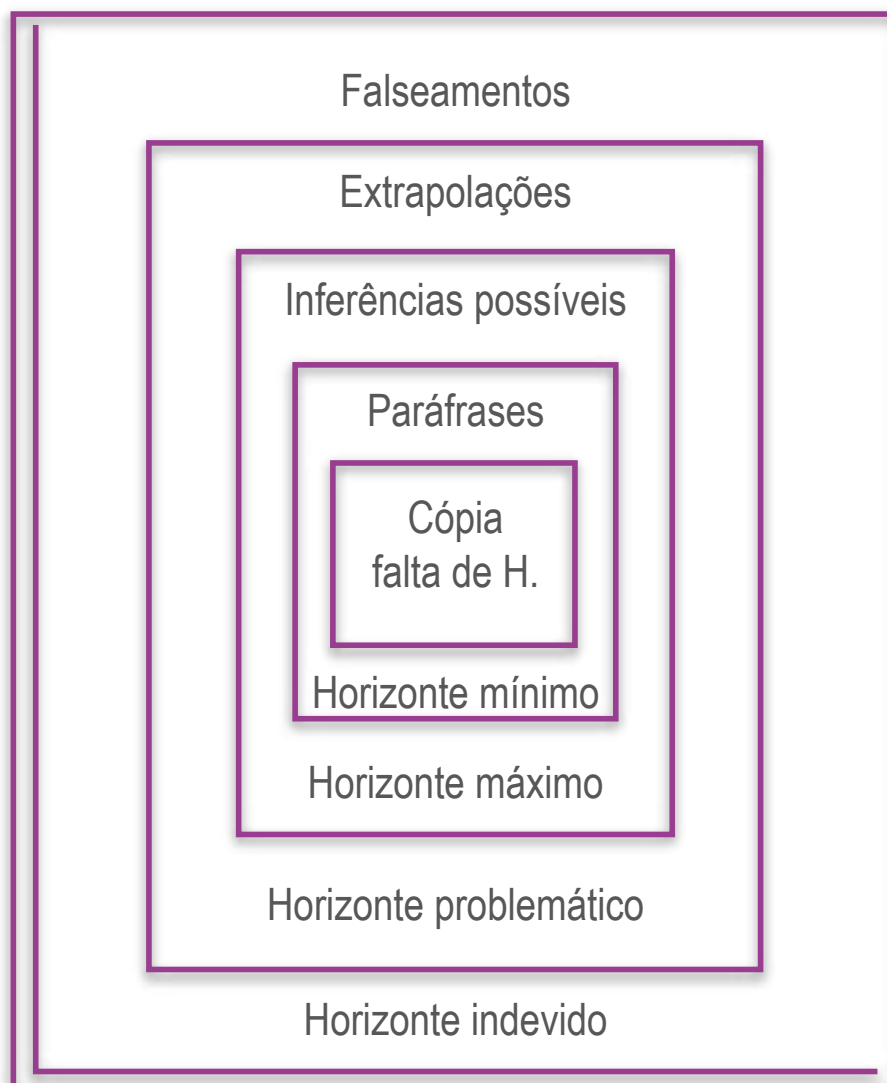 Falseamentos
Extrapolações
Inferências possíveis
Paráfrases
Cópia
falta de H.
Horizonte mínimo
Horizonte máximo
Horizonte problemático
Horizonte indevido